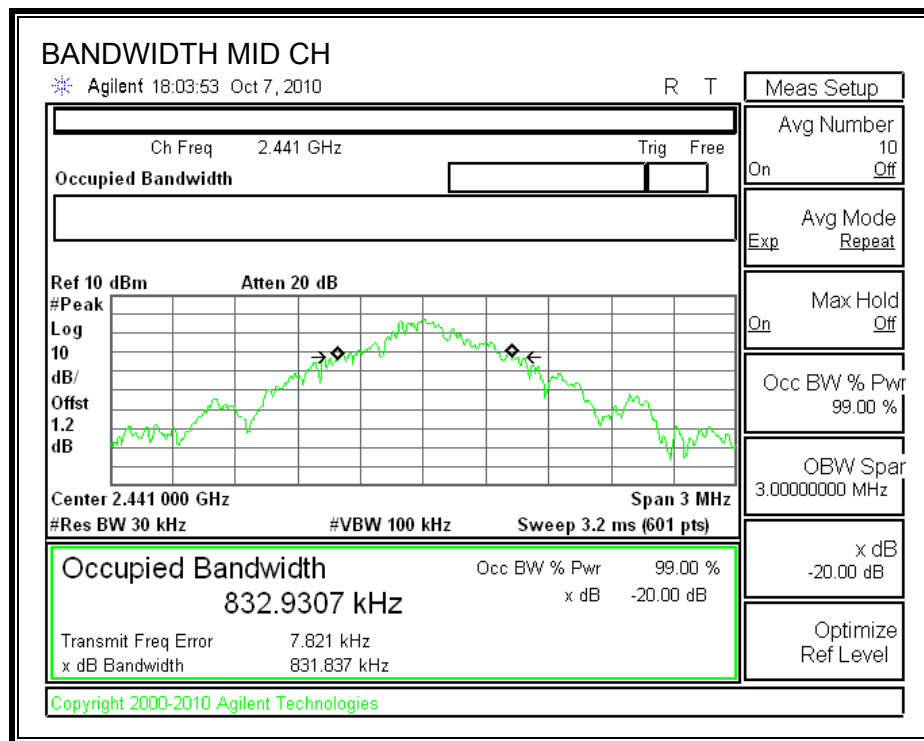 BANDWIDTH MID CH
Agilent 18:03:53 Oct 7, 2010 R T
Meas Setup
Ch Freq 2.441 GHz Trig Free
Occupied Bandwidth
Avg Number
10
On Off
Avg Mode
Exp Repeat
Max Hold
On Off
Occ BW % Pwr
99.00 %
OBW Span
3.00000000 MHz
x dB
-20.00 dB
Optimize
Ref Level
Ref 10 dBm Atten 20 dB
#Peak
Log
10
dB/
Offst
1.2
dB
Center 2.441 000 GHz Span 3 MHz
#Res BW 30 kHz #VBW 100 kHz Sweep 3.2 ms (601 pts)
Occupied Bandwidth Occ BW % Pwr 99.00 %
832.9307 kHz x dB -20.00 dB
Transmit Freq Error 7.821 kHz
x dB Bandwidth 831.837 kHz
Copyright 2000-2010 Agilent Technologies